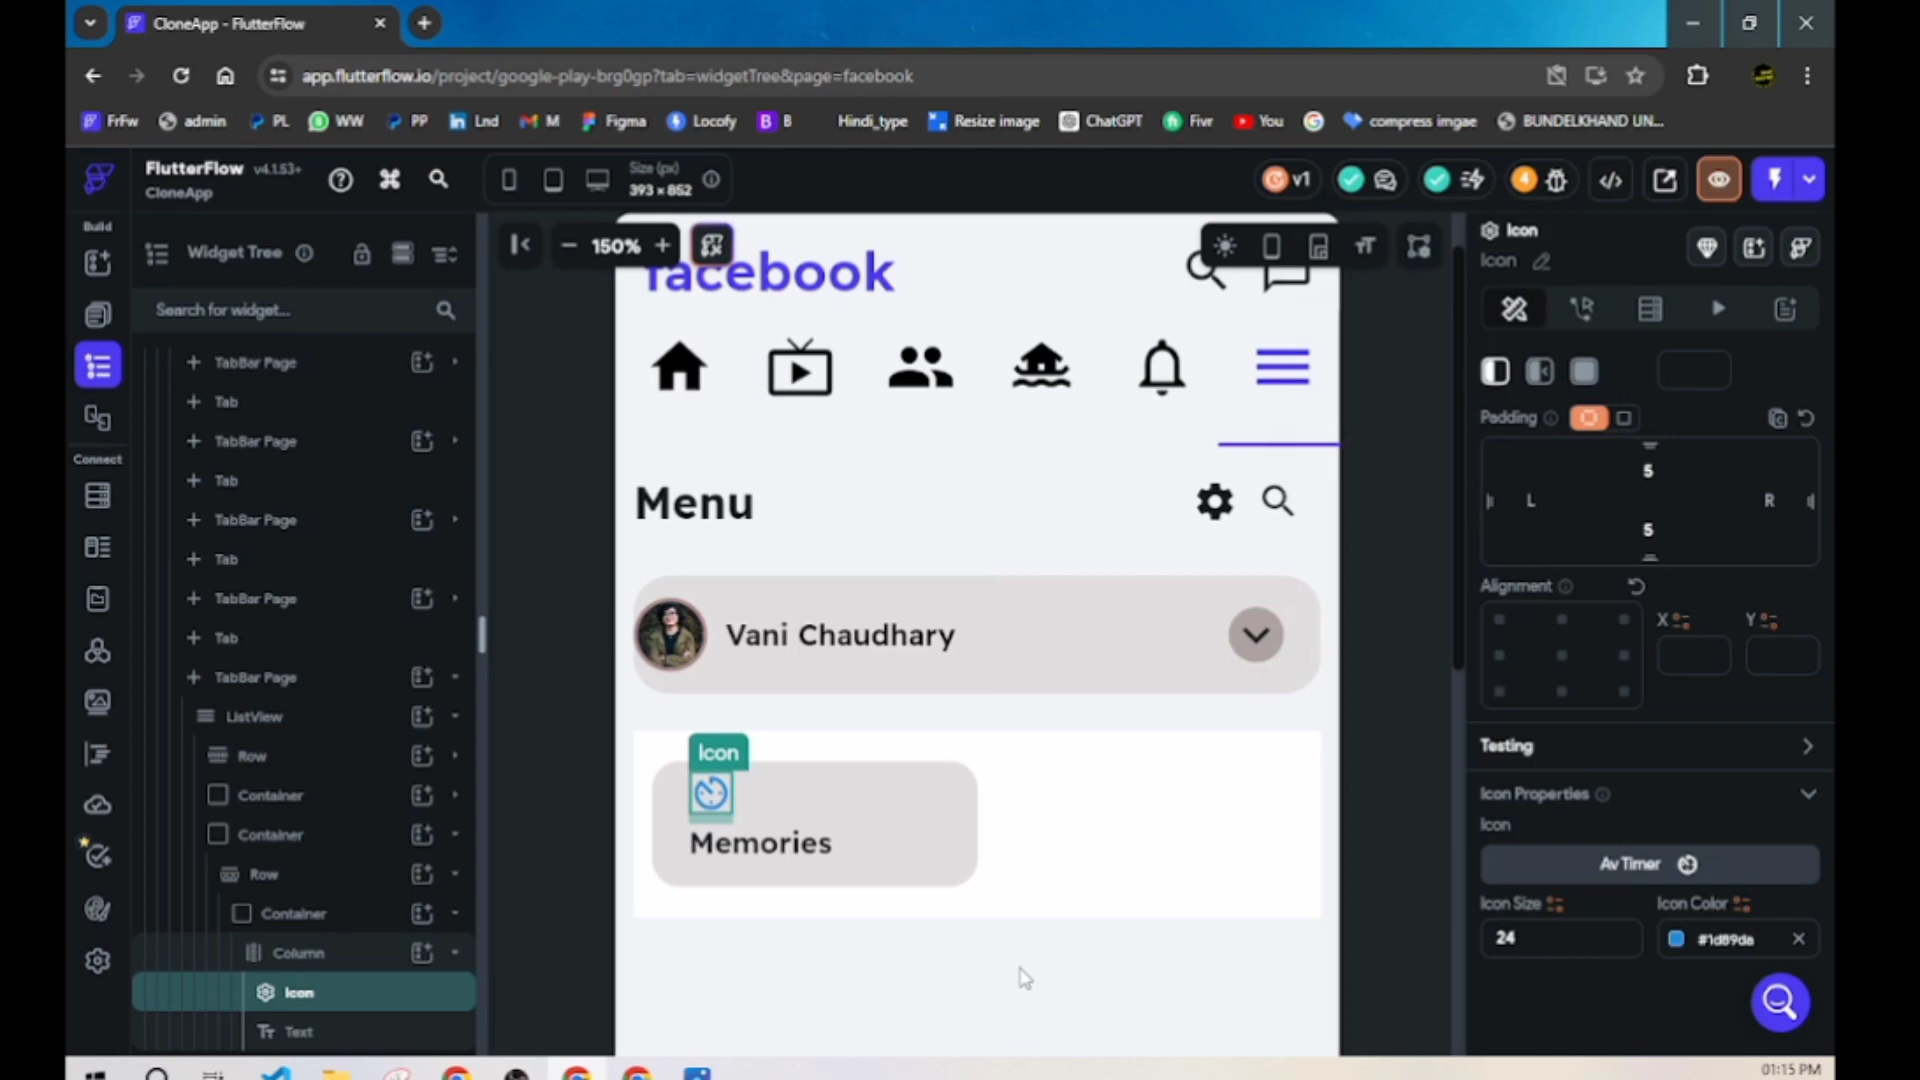 CloneApp - FlutterFlow
app.flutterflow.io/project/google-play-brg0gp?tab=widgetTree&page=facebook
FrFw admin PL WW PP Lnd M Figma Locofy B Hindi_type Resize image ChatGPT Fivr You compress imgae BUNDELKHAND UN...
FlutterFlow v4.1.53+
CloneApp
Size (px)
393 × 852
v1
4
Build
Widget Tree
150%
Search for widget...
TabBar Page
Tab
TabBar Page
Tab
Connect
TabBar Page
Tab
TabBar Page
Tab
TabBar Page
ListView
Row
Container
Container
Row
Container
Column
Icon
Text
facebook
Menu
Vani Chaudhary
Icon
Memories
Icon
Icon
Padding
5
L
R
5
Alignment
X
Y
Testing
Icon Properties
Icon
Av Timer
Icon Size
Icon Color
24
#1d89da
01:15 PM